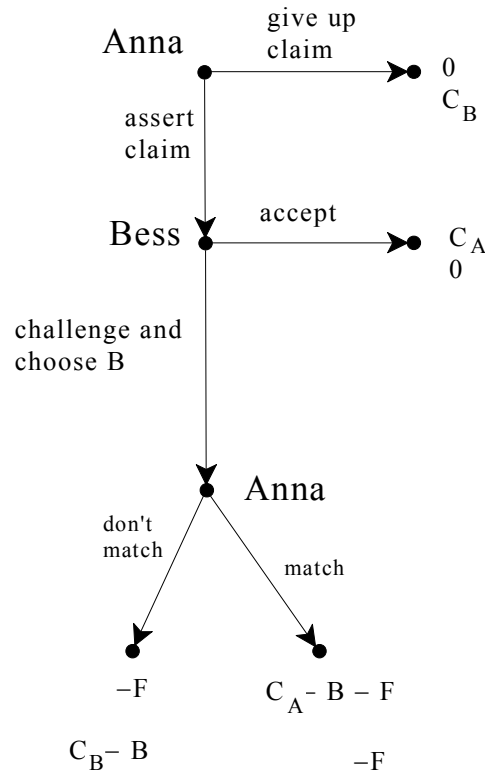 Anna
give up
claim
0
C_B
assert
claim
Bess
accept
C_A
0
challenge and
choose B
Anna
don't
match
match
–F
C_A - B – F
C_B – B
–F